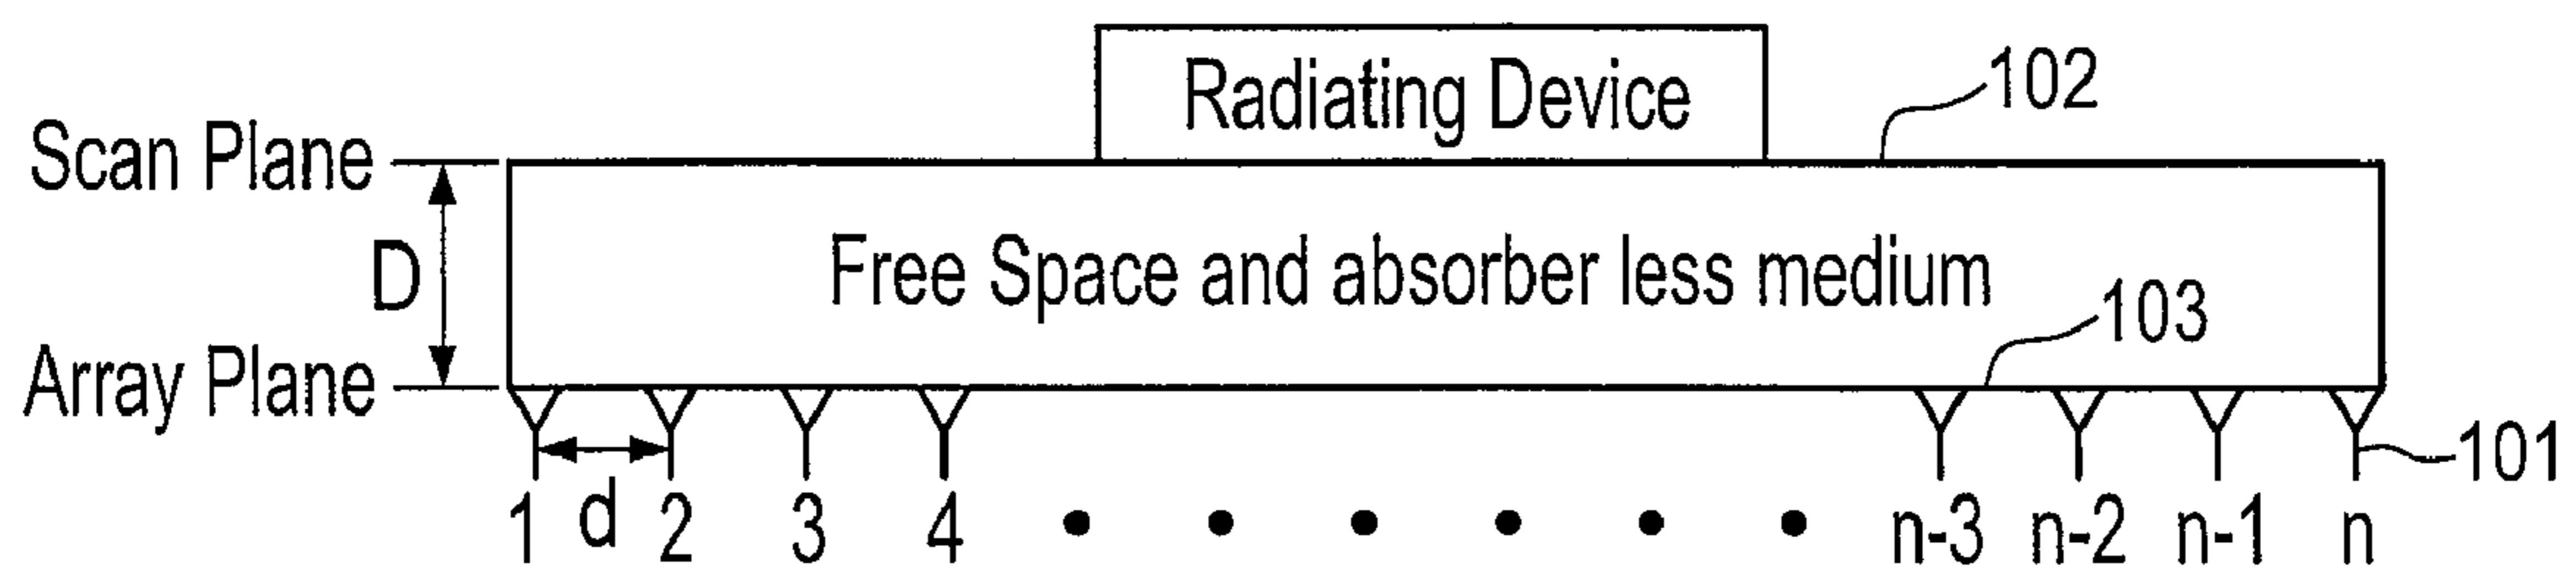 Radiating Device
102
Scan Plane
D
Free Space and absorber less medium
103
Array Plane
101
1 d 2 3 4 • • • • • • n-3 n-2 n-1 n